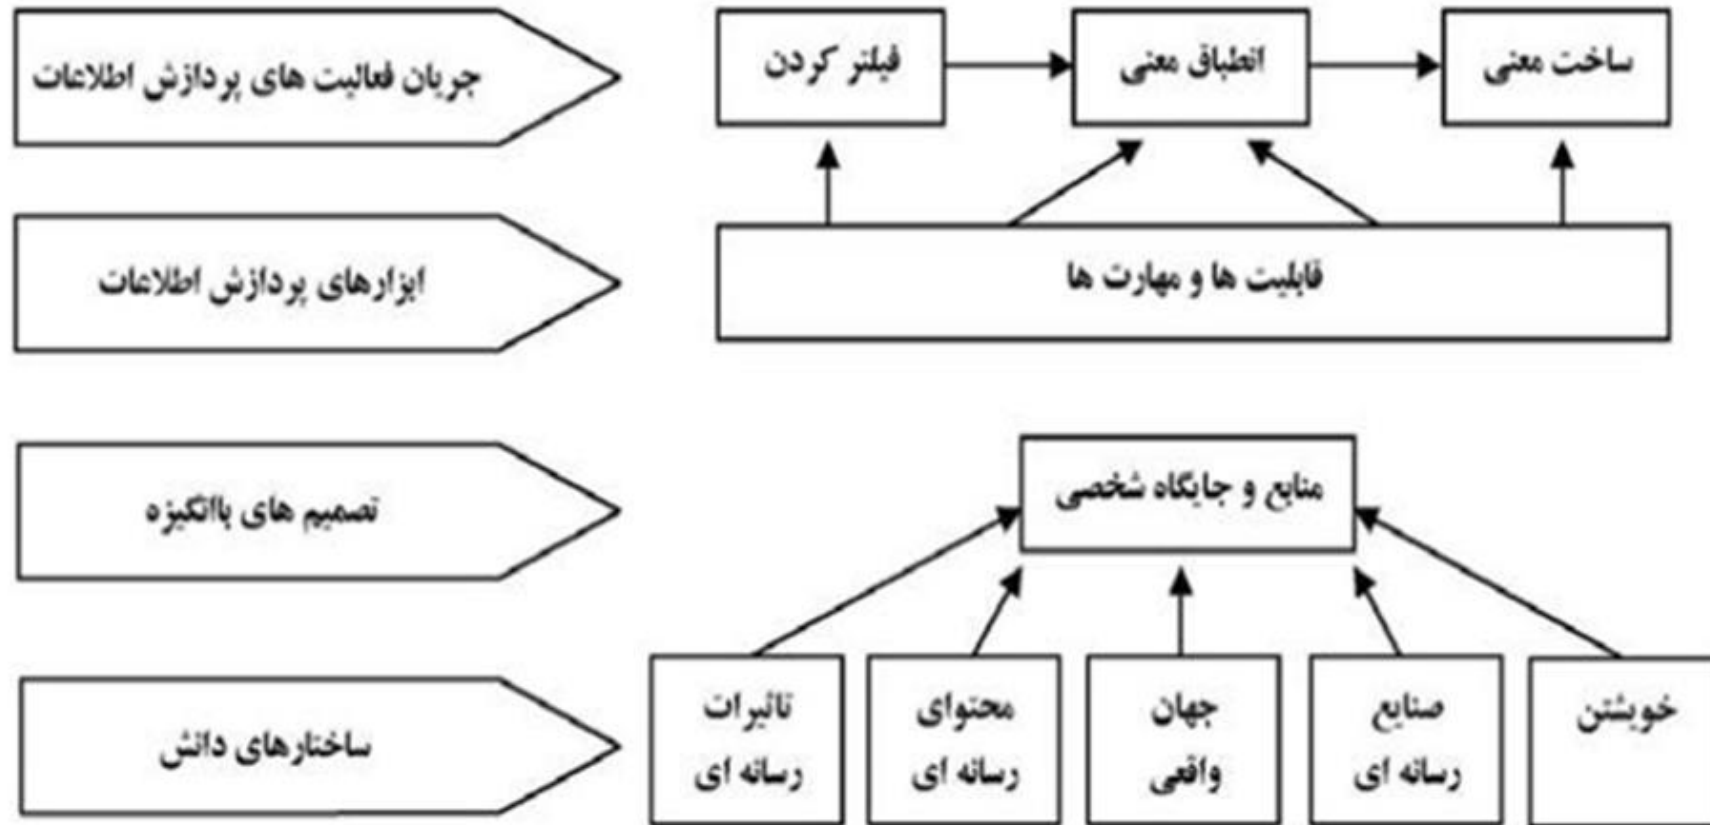 جریان فعالیت های پردازش اطلاعات
فیلتر کردن
انطباق معنی
ساخت معنی
ابزارهای پردازش اطلاعات
قابلیت ها و مهارت ها
تصمیم های باانگیزه
منابع و جایگاه شخصی
ساختارهای دانش
تاثیرات
رسانه ای
محتوای
رسانه ای
جهان
واقعی
صنایع
رسانه ای
خویشتن